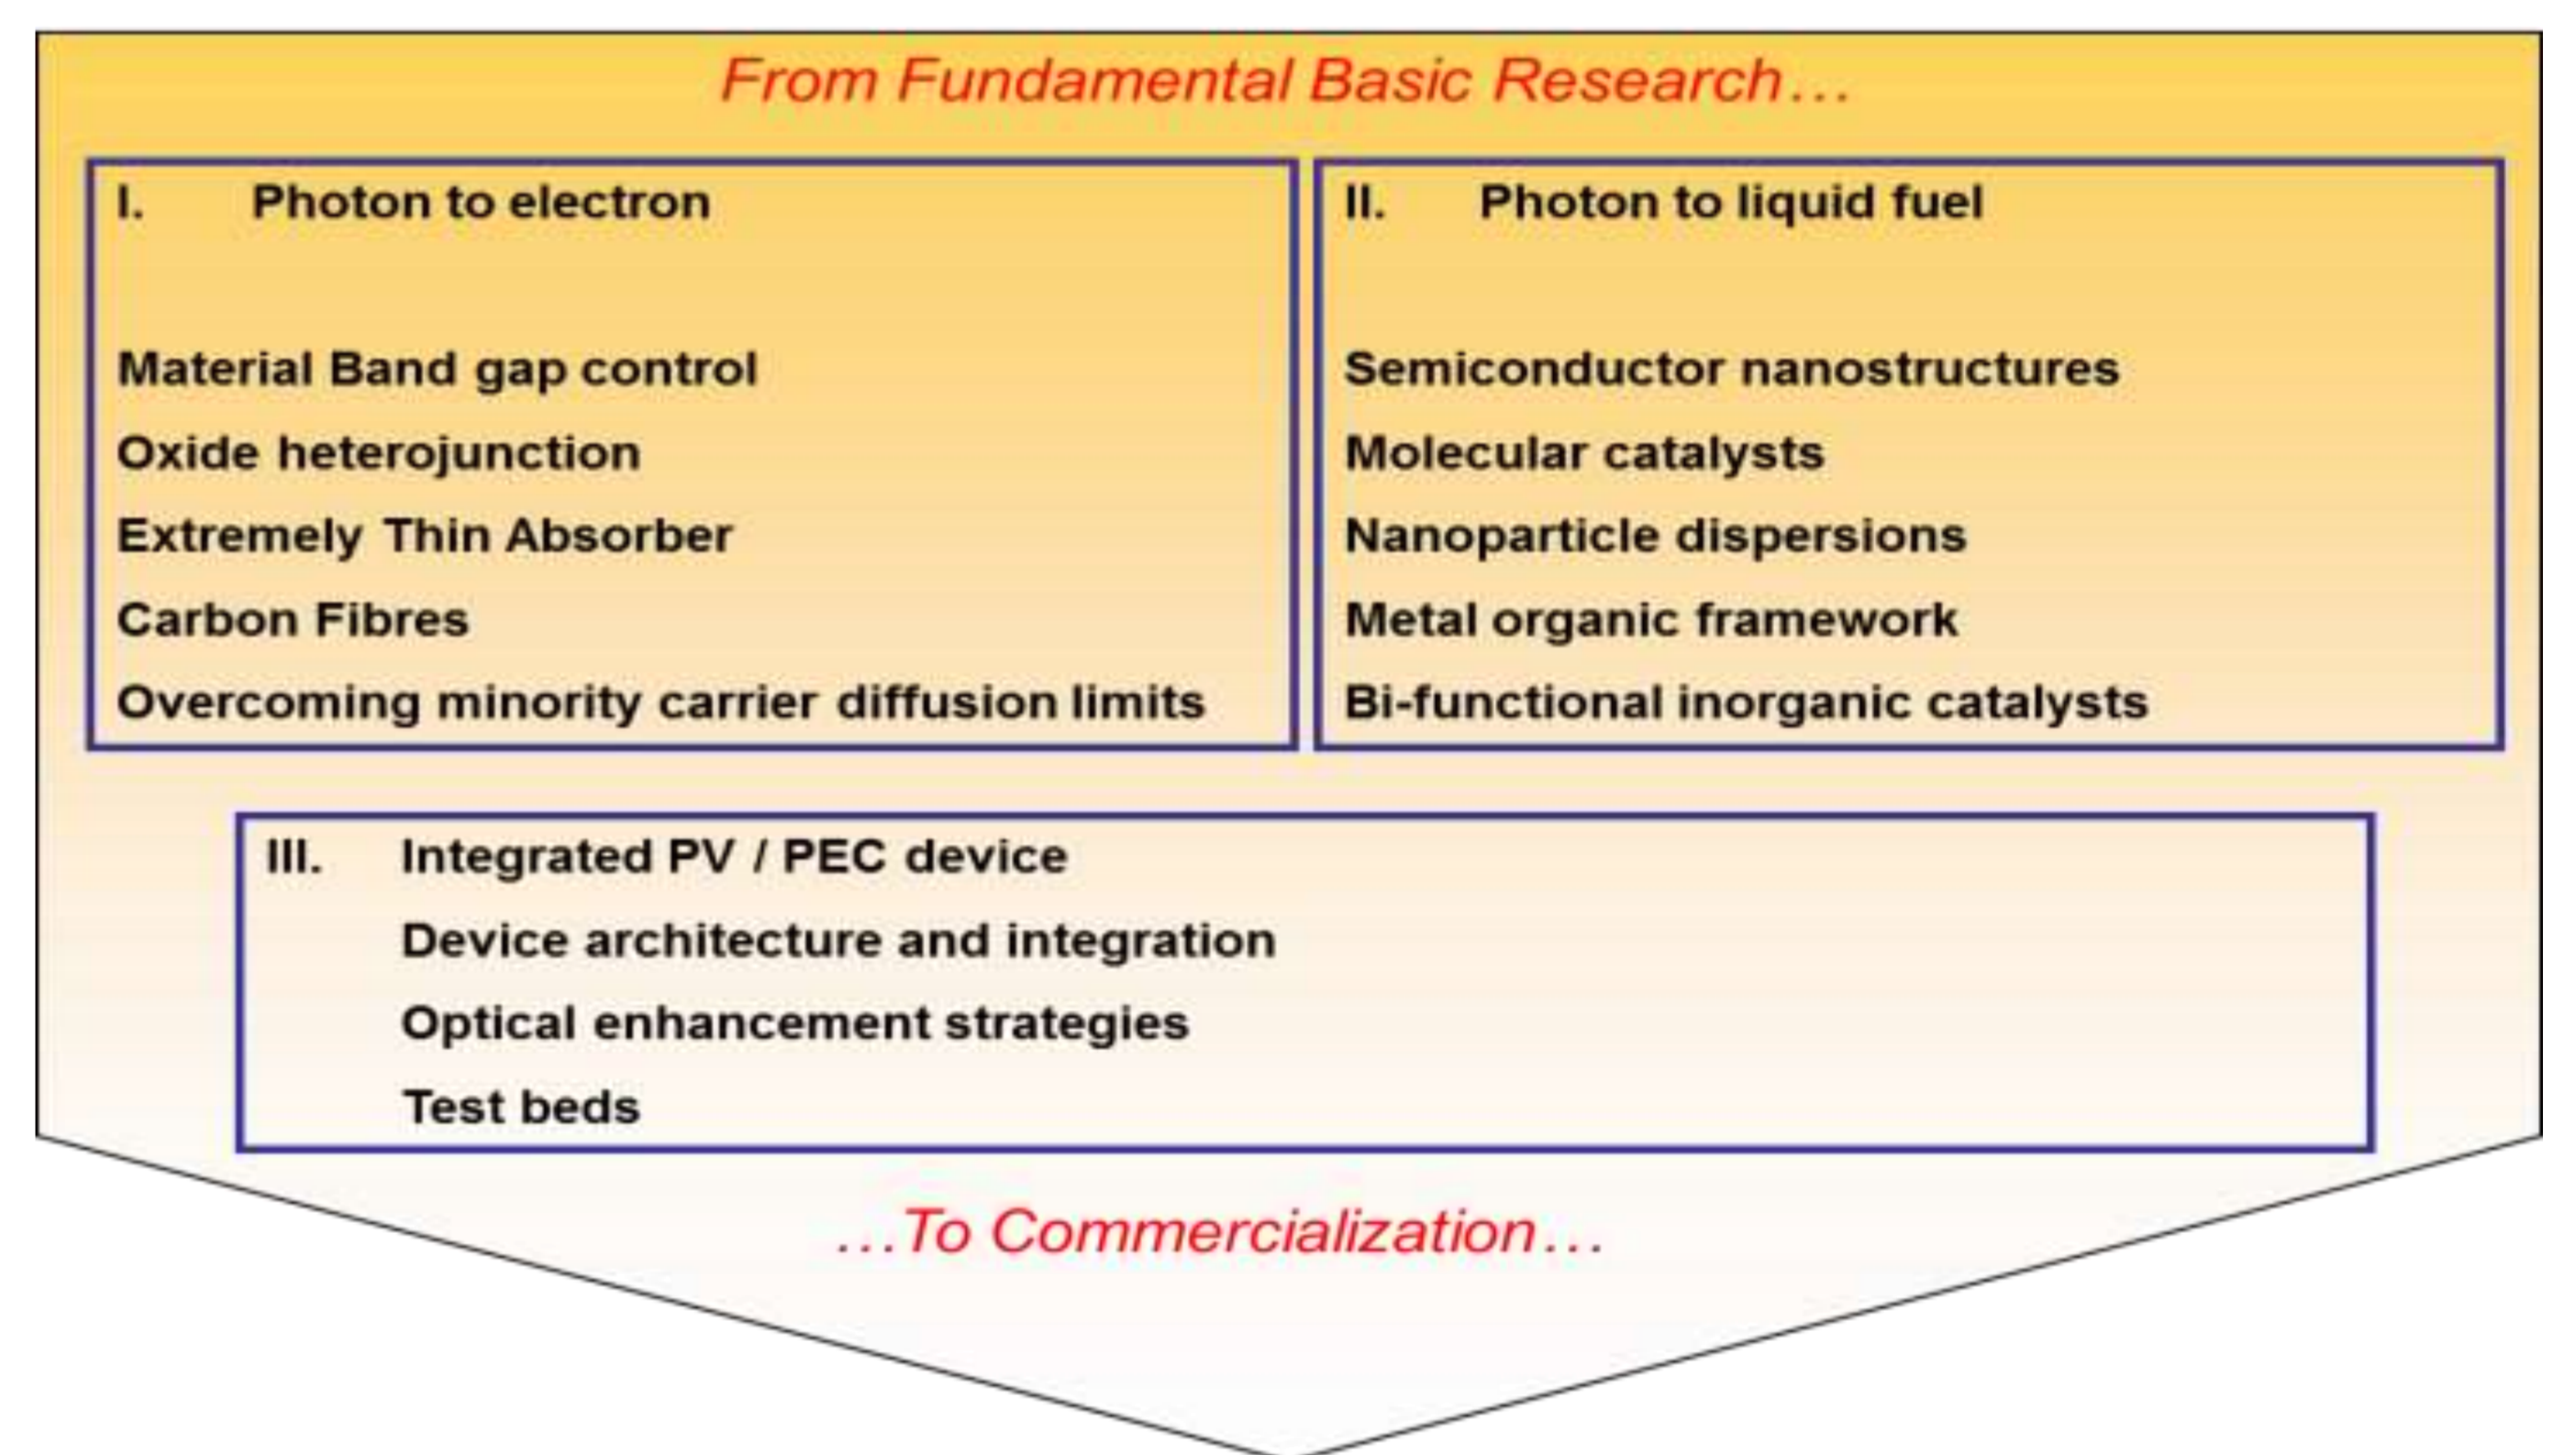 From Fundamental Basic Research…
I. Photon to electron
Material Band gap control
Oxide heterojunction
Extremely Thin Absorber
Carbon Fibres
Overcoming minority carrier diffusion limits
II. Photon to liquid fuel
Semiconductor nanostructures
Molecular catalysts
Nanoparticle dispersions
Metal organic framework
Bi-functional inorganic catalysts
III. Integrated PV / PEC device
Device architecture and integration
Optical enhancement strategies
Test beds
…To Commercialization…